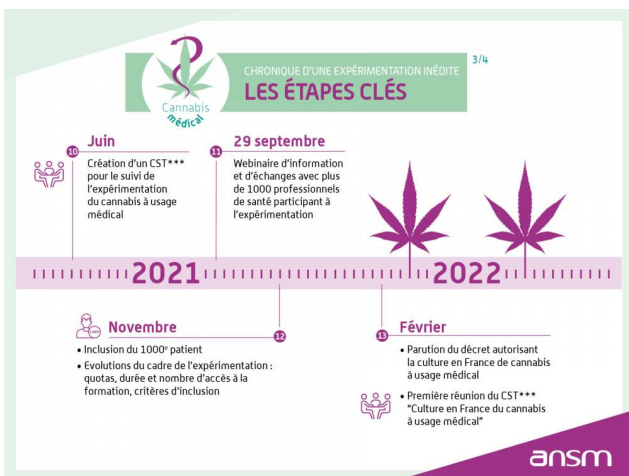 3/4
CHRONIQUE D'UNE EXPÉRIMENTATION INÉDITE
LES ÉTAPES CLÉS
Cannabis
médical
10
Juin
Création d'un CST***
pour le suivi de
l'expérimentation
du cannabis à usage
médical
11
29 septembre
Webinaire d'information
et d'échanges avec plus
de 1000 professionnels
de santé participant à
l'expérimentation
2021
2022
Novembre
12
• Inclusion du 1000e patient
• Evolutions du cadre de l'expérimentation :
quotas, durée et nombre d'accès à la
formation, critères d'inclusion
13
Février
• Parution du décret autorisant
la culture en France de cannabis
à usage médical
• Première réunion du CST***
"Culture en France du cannabis
à usage médical"
ansm